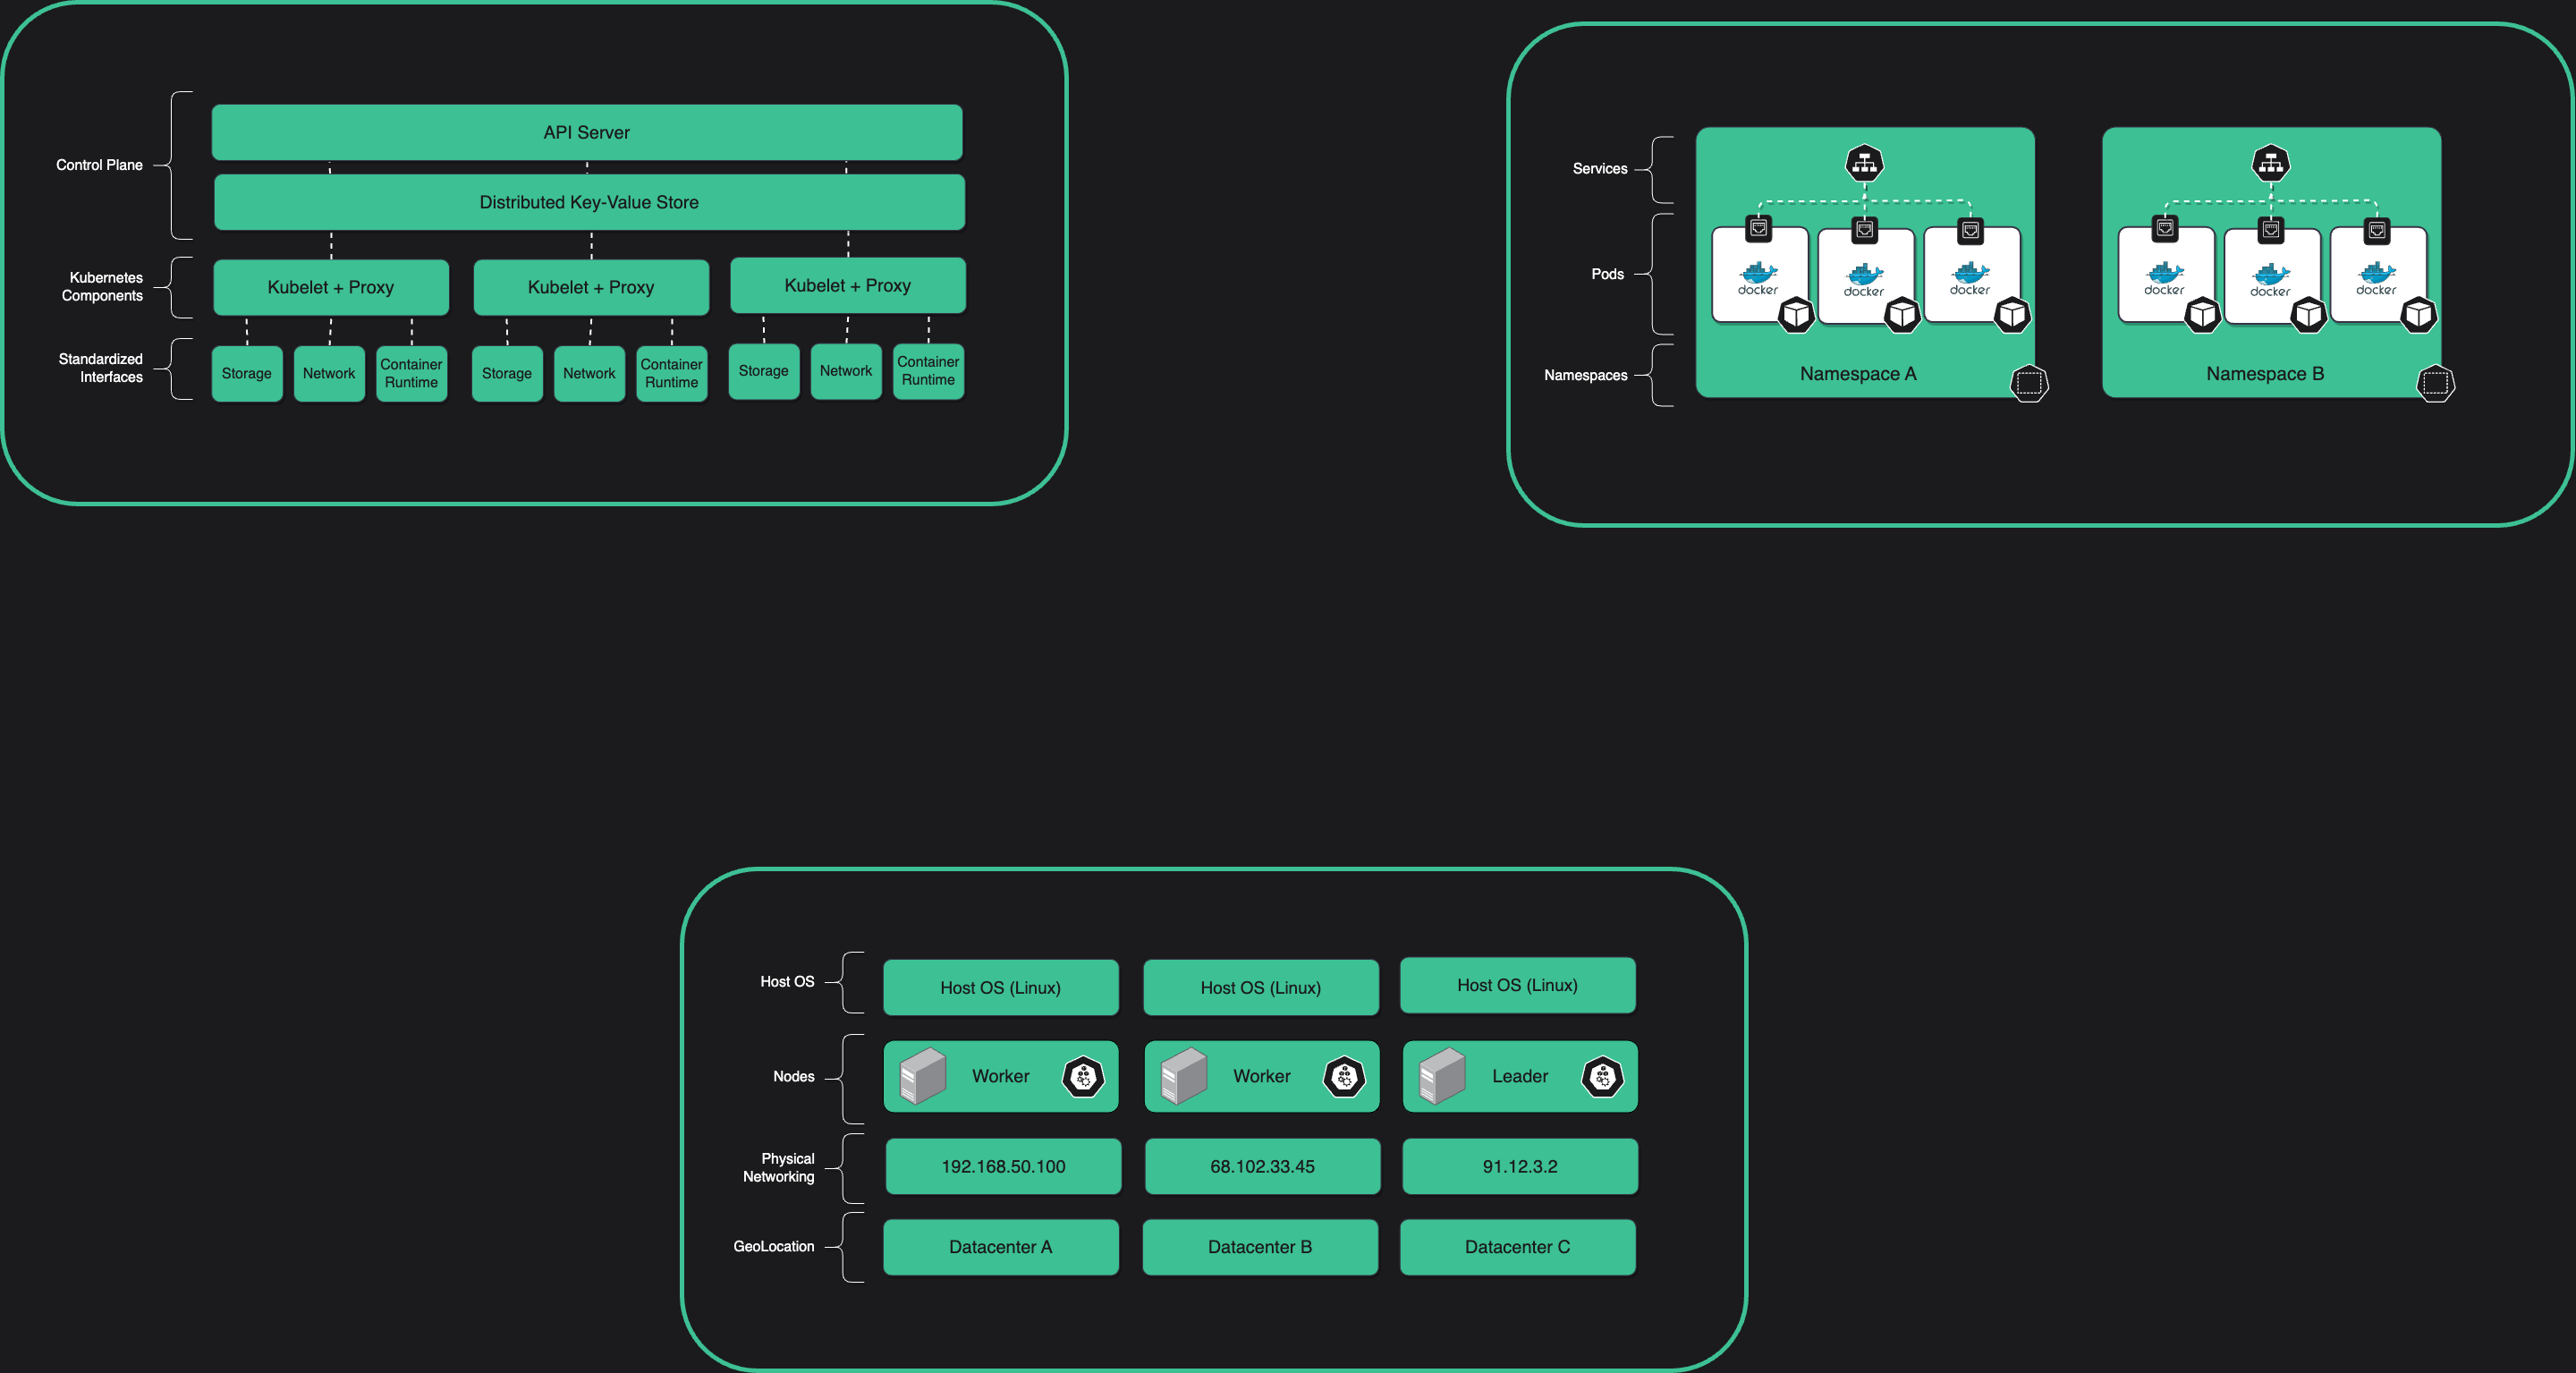 Control Plane
API Server
Distributed Key-Value Store
Kubernetes
Components
Kubelet + Proxy
Kubelet + Proxy
Kubelet + Proxy
Standardized
Interfaces
Storage
Network
Container
Runtime
Storage
Network
Container
Runtime
Storage
Network
Container
Runtime
Services
Pods
docker
docker
docker
docker
docker
docker
Namespaces
Namespace A
Namespace B
Host OS
Host OS (Linux)
Host OS (Linux)
Host OS (Linux)
Nodes
Worker
Worker
Leader
Physical
Networking
192.168.50.100
68.102.33.45
91.12.3.2
GeoLocation
Datacenter A
Datacenter B
Datacenter C